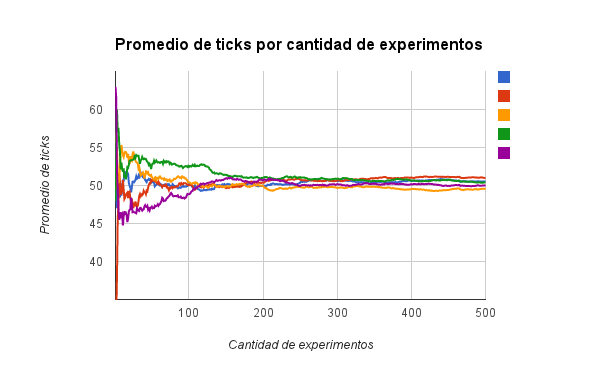 Promedio de ticks por cantidad de experimentos
Promedio de ticks
60
55
50
45
40
100 200 300 400 500
Cantidad de experimentos